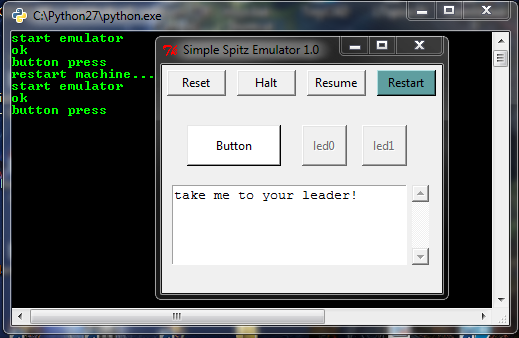 C:\Python27\python.exe
start emulator
ok
button press
restart machine...
start emulator
ok
button press
Simple Spitz Emulator 1.0
Reset Halt Resume Restart
Button led0 led1
take me to your leader!